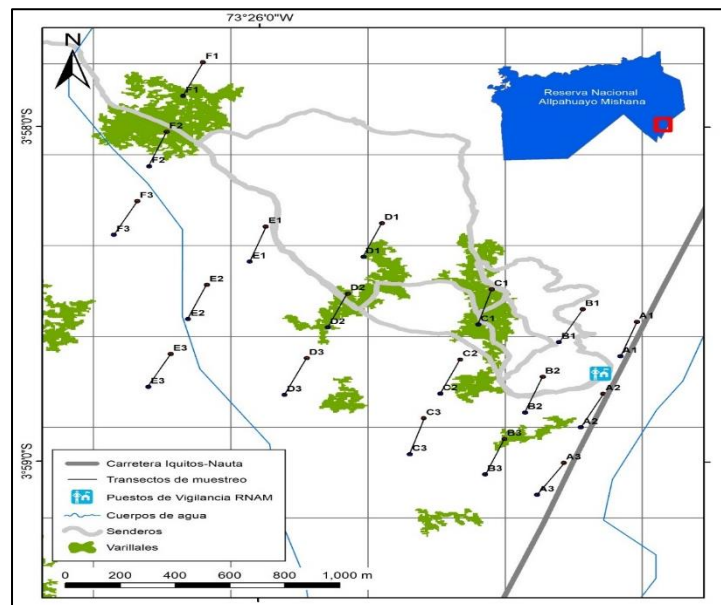 73°26'0"W
N
F1
F1
Reserva Nacional
Allpahuayo Mishana
3°58'0"S
F2
F2
F3
F3
E1
E1
D1
D1
E2
E2
D2
D2
C1
C1
B1
B1
A1
A1
E3
E3
D3
D3
C2
C2
B2
B2
A2
A2
C3
C3
B3
B3
A3
A3
3°59'0"S
Carretera Iquitos-Nauta
Transectos de muestreo
Puestos de Vigilancia RNAM
Cuerpos de agua
Senderos
Varillales
0 200 400 600 800 1,000 m